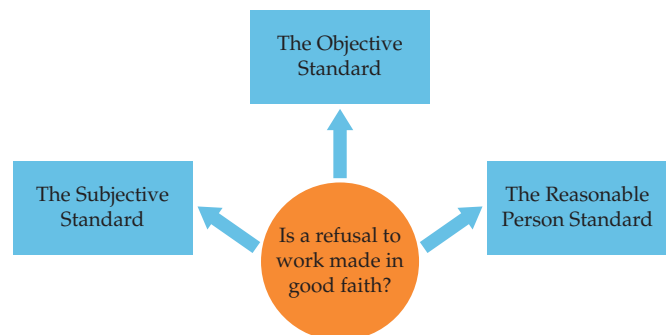 The Objective
Standard
The Subjective
Standard
The Reasonable
Person Standard
Is a refusal to
work made in
good faith?